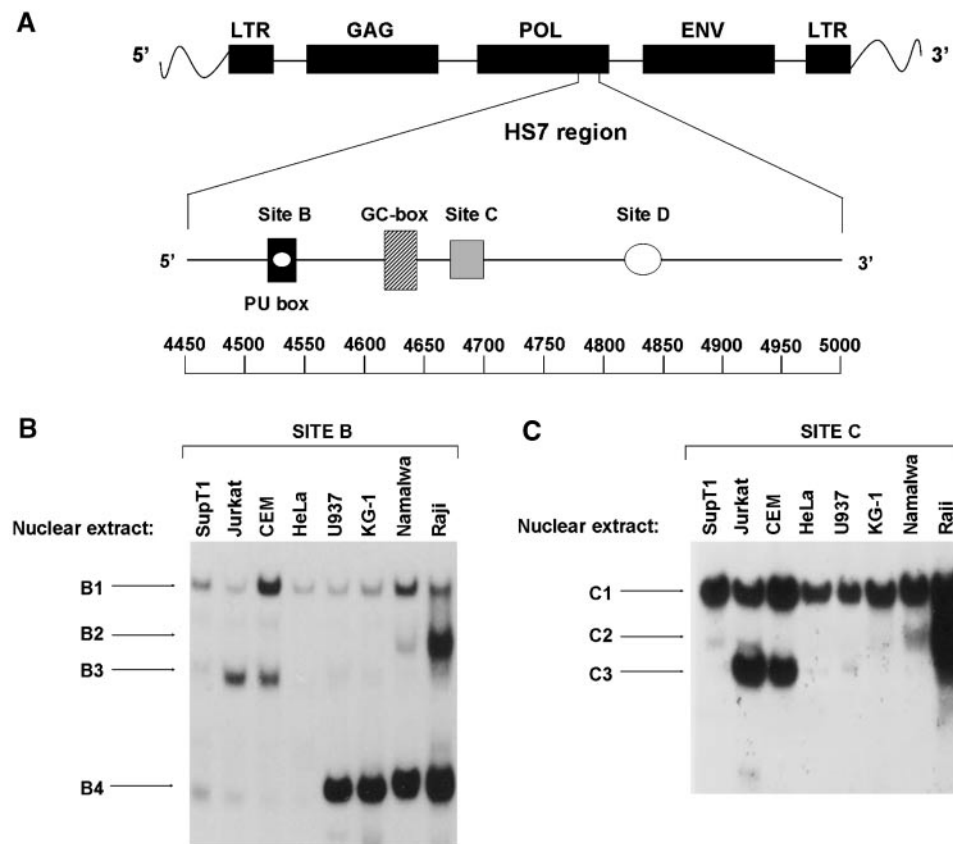 A
LTR GAG POL ENV LTR
5’ 3’
HS7 region
Site B GC-box Site C Site D
5’ 3’
PU box
4450 4500 4550 4600 4650 4700 4750 4800 4850 4900 4950 5000
B
SITE B
Nuclear extract: SupT1 Jurkat CEM HeLa U937 KG-1 Namalwa Raji
B1
B2
B3
B4
C
SITE C
Nuclear extract: SupT1 Jurkat CEM HeLa U937 KG-1 Namalwa Raji
C1
C2
C3